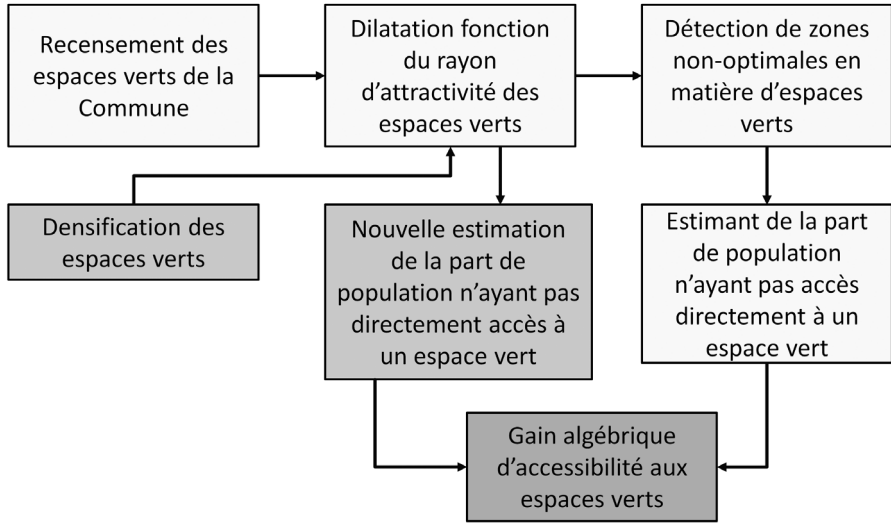 Recensement des
espaces verts de la
Commune
Dilatation fonction
du rayon
d'attractivité des
espaces verts
Détection de zones
non-optimales en
matière d'espaces
verts
Densification des
espaces verts
Nouvelle estimation
de la part de
population n'ayant pas
directement accès à
un espace vert
Estimant de la part
de population
n'ayant pas accès
directement à un
espace vert
Gain algébrique
d'accessibilité aux
espaces verts